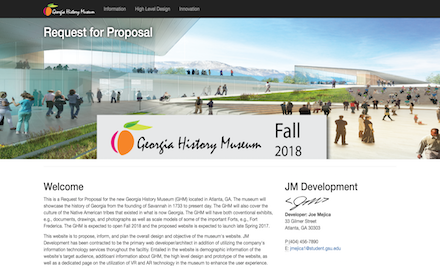 Georgia History Museum Information High Level Design Innovation
Request for Proposal
Georgia History Museum
Fall
2018
Welcome
This is a Request for Proposal for the new Georgia History Museum (GHM) located in Atlanta, GA. The museum will
showcase the history of Georgia from the founding of Savannah in 1733 to present day. The GHM will also cover the
culture of the Native American tribes that existed in what is now Georgia. The GHM will have both conventional exhibits,
e.g., documents, drawings, and photographs as well as scale models of some of the important Forts, e.g., Fort
Frederica. The GHM is expected to open Fall 2018 and the proposed website is expected to launch late Spring 2017.
This website is to propose, inform, and plan the overall design and objective of the museum's website. JM
Development has been contracted to be the primary web developer/architect in addition to utilizing the company's
information technology services throughout the facility. Entailed in the website is demographic information of the
website's target audience, additional information about GHM, the high level design and prototype of the website, as
well as a dedicated page on the utilization of VR and AR technology in the museum to enhance the user experience.
JM Development
JM
Developer: Joe Mejica
33 Gilmer Street
Atlanta, GA 30303
P:(404) 456-7890
E: jmejica1@student.gsu.edu